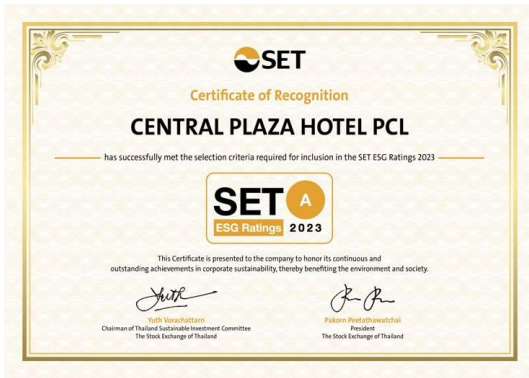 SET
Certificate of Recognition
CENTRAL PLAZA HOTEL PCL
has successfully met the selection criteria required for inclusion in the SET ESG Ratings 2023
SET A
ESG Ratings 2023
This Certificate is presented to the company to honor its continuous and
outstanding achievements in corporate sustainability, thereby benefiting the environment and society.
Yuth Vorachattarn
Chairman of Thailand Sustainable Investment Committee
The Stock Exchange of Thailand
Pakorn Peetathawatchai
President
The Stock Exchange of Thailand